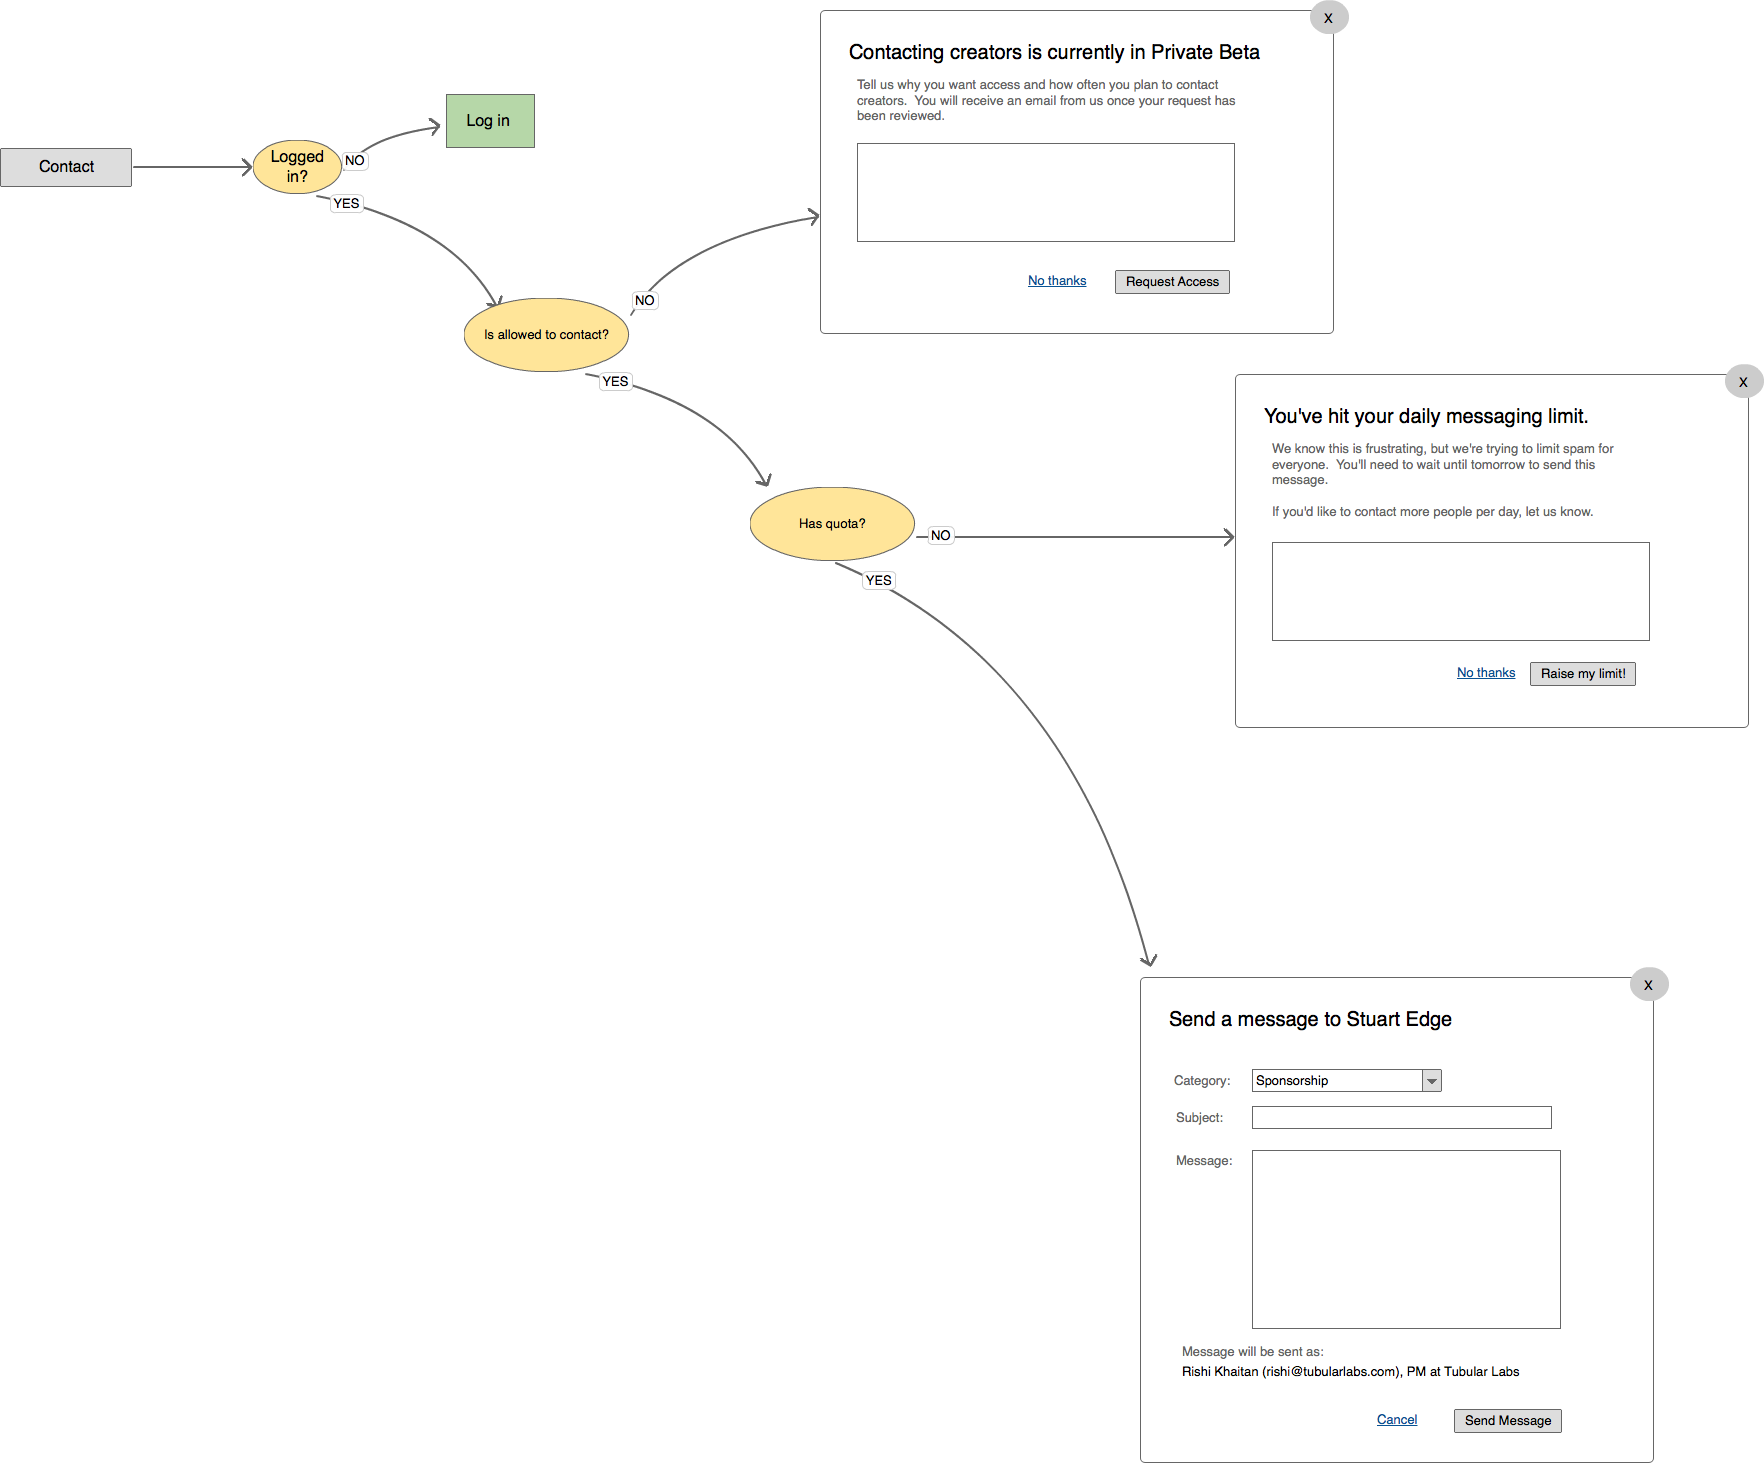 Contact
Logged
in?
NO
Log in
YES
Is allowed to contact?
NO
YES
X
Contacting creators is currently in Private Beta
Tell us why you want access and how often you plan to contact
creators.  You will receive an email from us once your request has
been reviewed.
No thanks
Request Access
Has quota?
NO
YES
X
You've hit your daily messaging limit.
We know this is frustrating, but we're trying to limit spam for
everyone.  You'll need to wait until tomorrow to send this
message.
If you'd like to contact more people per day, let us know.
No thanks
Raise my limit!
X
Send a message to Stuart Edge
Category:
Sponsorship
Subject:
Message:
Message will be sent as:
Rishi Khaitan (rishi@tubularlabs.com), PM at Tubular Labs
Cancel
Send Message